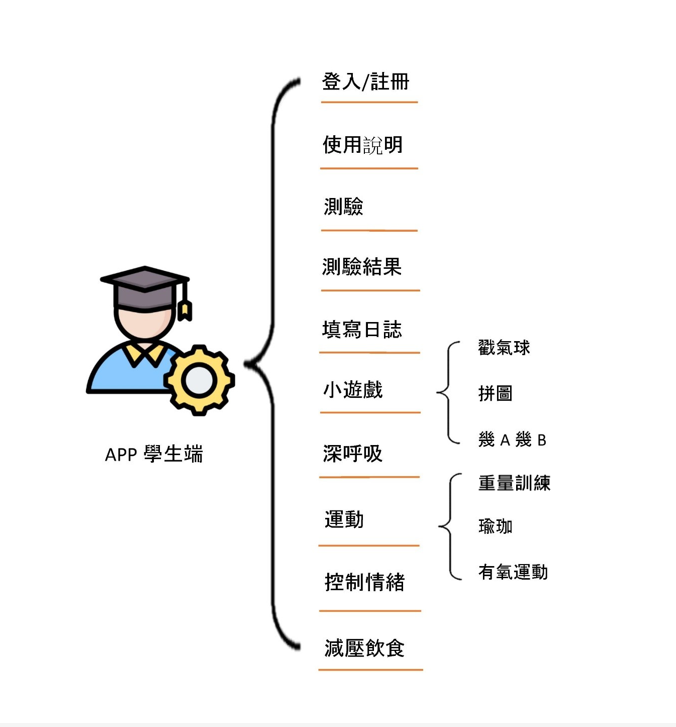 登入/註冊
使用說明
測驗
測驗結果
填寫日誌
小遊戲
戳氣球
拼圖
幾 A 幾 B
深呼吸
運動
重量訓練
瑜珈
有氧運動
控制情緒
減壓飲食
APP 學生端